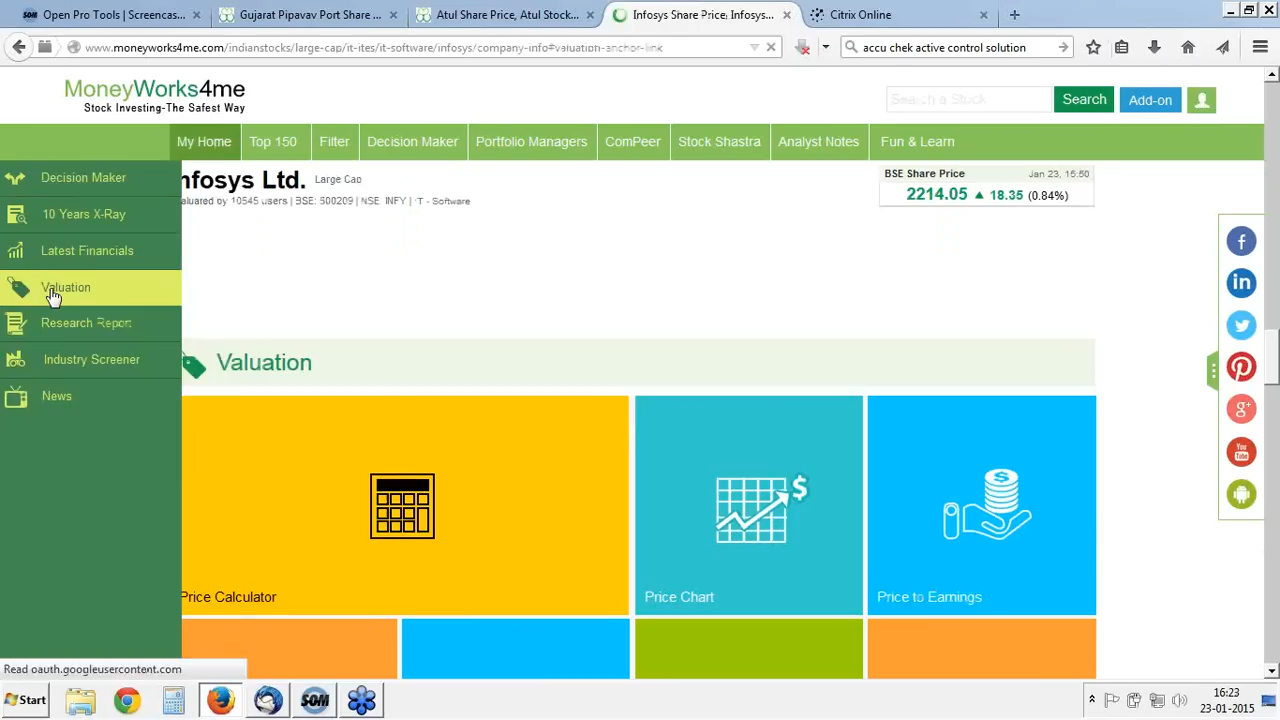 Open Pro Tools | Screencas...
Gujarat Pipavav Port Share ...
Atul Share Price, Atul Stock...
Infosys Share Price, Infosys...
Citrix Online
www.moneyworks4me.com/indianstocks/large-cap/it-ites/it-software/infosys/company-info#valuation-anchor-link
accu chek active control solution
MoneyWorks4me
Stock Investing-The Safest Way
Search a Stock
Search
Add-on
My Home
Top 150
Filter
Decision Maker
Portfolio Managers
ComPeer
Stock Shastra
Analyst Notes
Fun & Learn
Decision Maker
10 Years X-Ray
Latest Financials
Valuation
Research Report
Industry Screener
News
nfosys Ltd. Large Cap
aluated by 10545 users | BSE: 500209 | NSE: INFY | IT - Software
BSE Share Price Jan 23, 15:50
2214.05 ▲ 18.35 (0.84%)
Valuation
Price Calculator
Price Chart
Price to Earnings
You Tube
Read oauth.googleusercontent.com
Start
SOM
16:23
23-01-2015